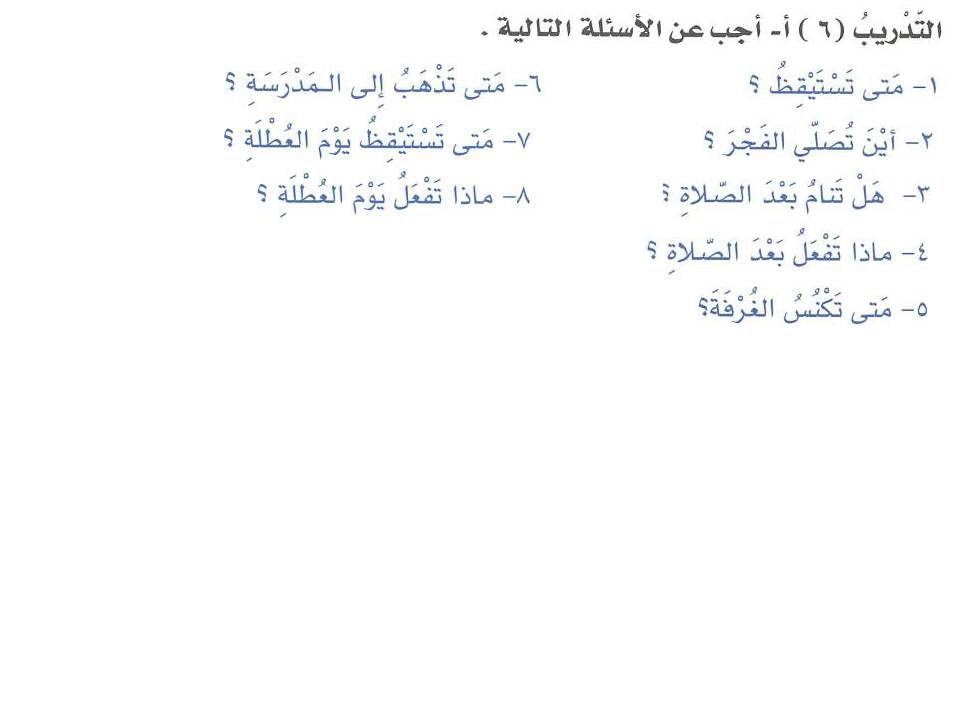 التَّدْريبُ (٦ ) أ- أجب عن الأسئلة التالية .
١- مَتى تَسْتَيْقِظُ ؟
٢- أيْنَ تُصَلّي الفَجْرَ ؟
٣- هَلْ تَنامُ بَعْدَ الصّلاةِ ؟
٤- ماذا تَفْعَلُ بَعْدَ الصّلاةِ ؟
٥- مَتى تَكْنُسُ الغُرْفَةَ؟
٦- مَتى تَذْهَبُ إِلى الـمَدْرَسَةِ ؟
٧- مَتى تَسْتَيْقِظُ يَوْمَ العُطْلَةِ ؟
٨- ماذا تَفْعَلُ يَوْمَ العُطْلَةِ ؟